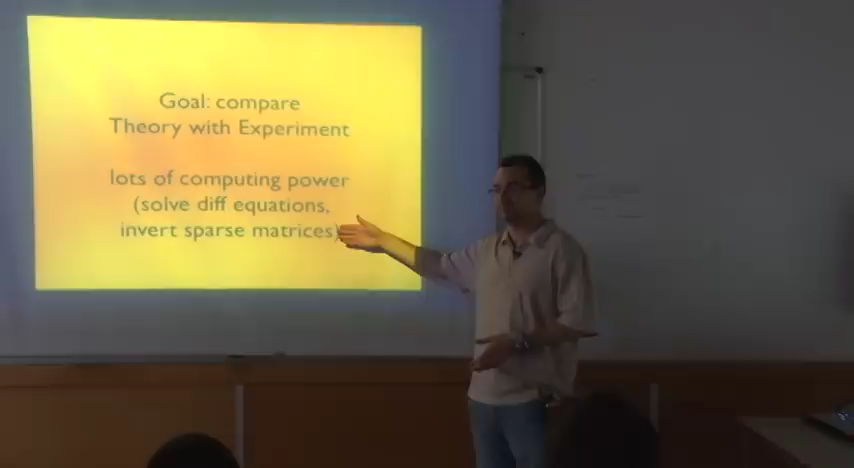 Goal: compare
Theory with Experiment
lots of computing power
(solve diff equations,
invert sparse matrices)